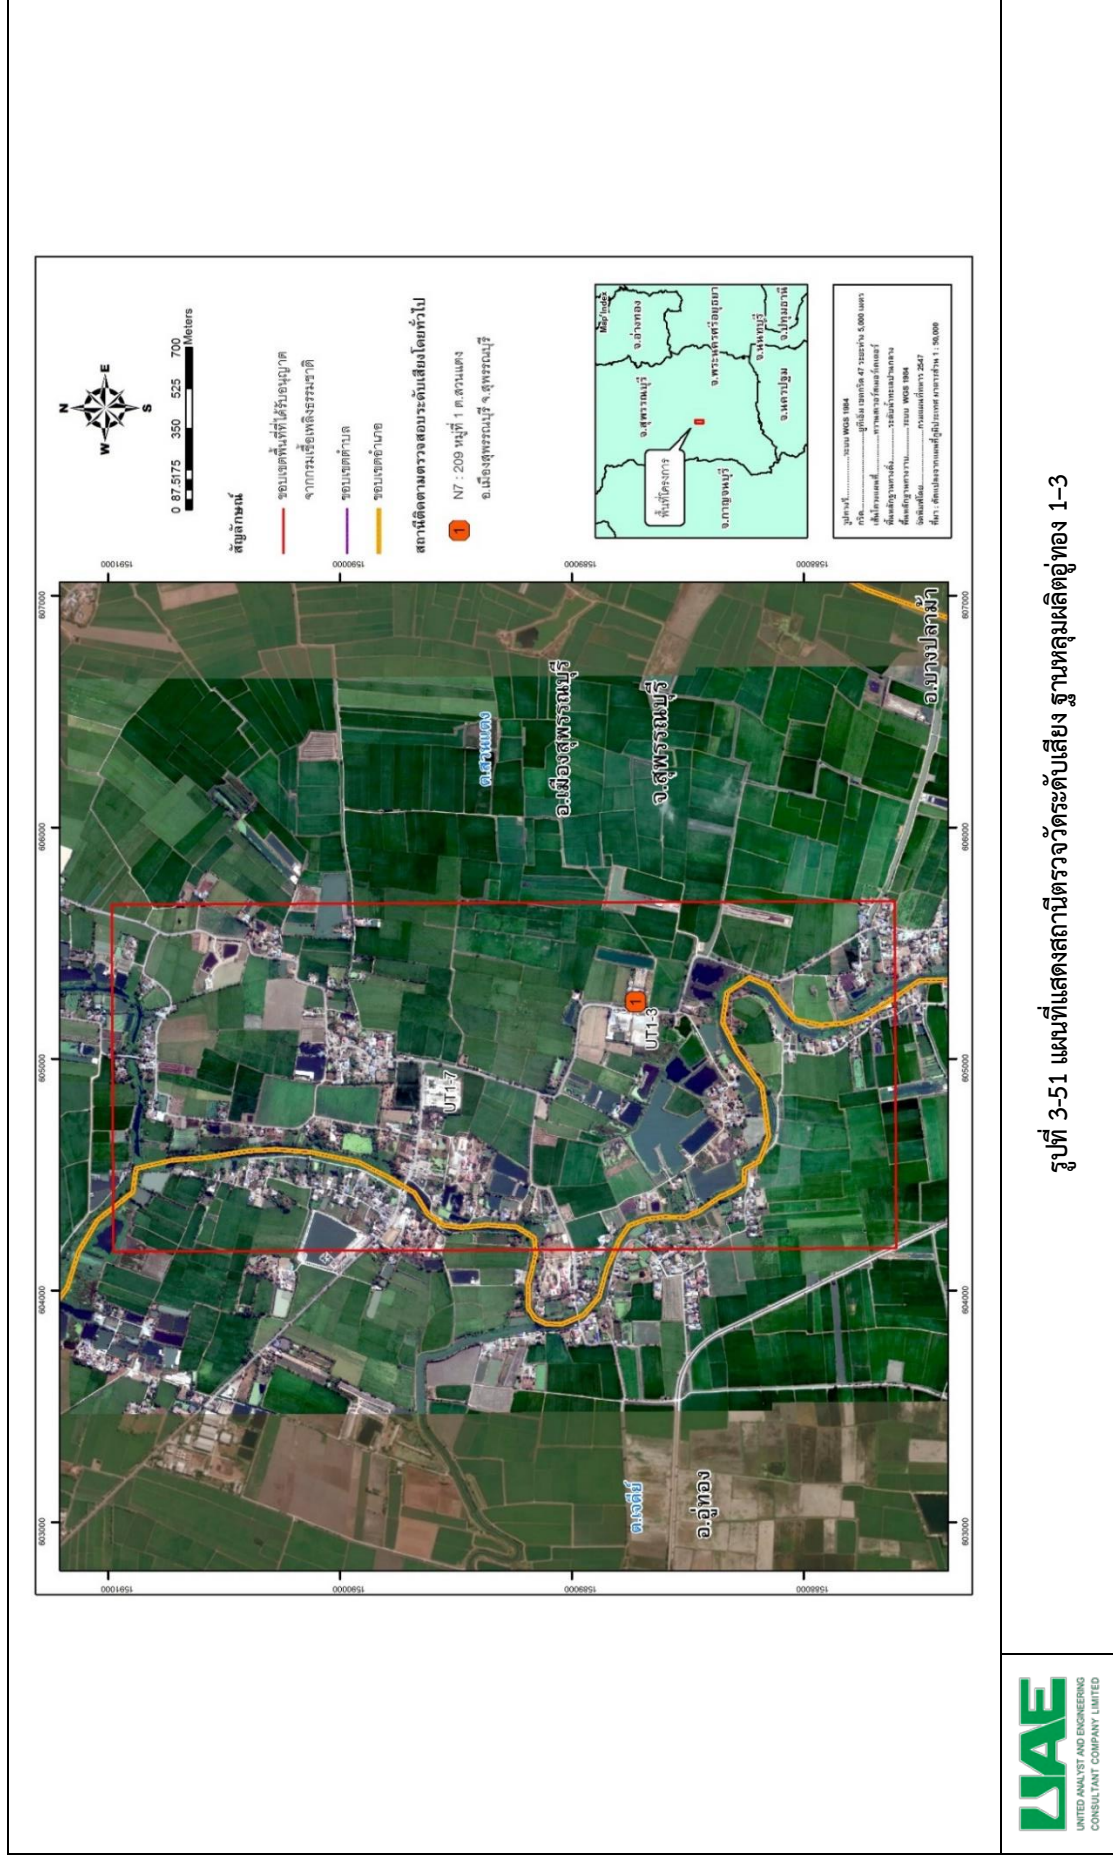 607000
606000
605000
604000
603000
1591000
1590000
1589000
1588000
1591000
1590000
1589000
1588000
607000
606000
605000
604000
603000
UT1-7
1
UT1-3
ต.สวนแตง
อ.เมืองสุพรรณบุรี
จ.สุพรรณบุรี
อ.บางปลาม้า
ต.เจดีย์
อ.อู่ทอง
N
W E
S
0 87.5175 350 525 700
Meters
สัญลักษณ์
ขอบเขตพื้นที่ที่ได้รับอนุญาต
จากกรมเชื้อเพลิงธรรมชาติ
ขอบเขตตำบล
ขอบเขตอำเภอ
สถานีติดตามตรวจสอบระดับเสียงโดยทั่วไป
1 N7 : 209 หมู่ที่ 1 ต.สวนแตง
อ.เมืองสุพรรณบุรี จ.สุพรรณบุรี
Map Index
จ.สุพรรณบุรี
จ.อ่างทอง
พื้นที่โครงการ
จ.พระนครศรีอยุธยา
จ.กาญจนบุรี
จ.นครปฐม
จ.นนทบุรี
จ.ปทุมธานี
รูปที่ 3-51 แผนที่แสดงสถานีตรวจวัดระดับเสียง ฐานหลุมผลิตอู่ทอง 1–3
UAE
UNITED ANALYST AND ENGINEERING
CONSULTANT COMPANY LIMITED